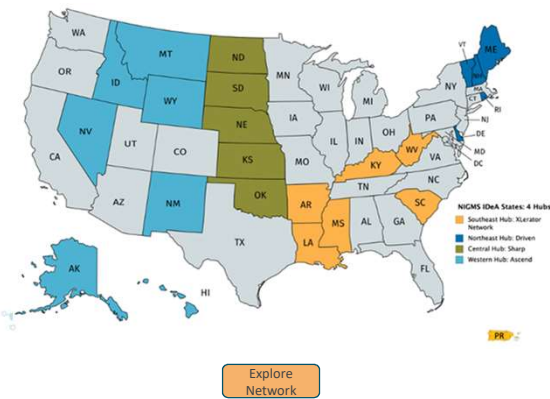 WA
MT
ND
MN
VT
ME
NH
OR
ID
SD
WI
MI
NY
MA
CT
RI
WY
IA
PA
NJ
NV
NE
IL
IN
OH
DE
UT
CO
KS
MO
WV
VA
MD
DC
CA
KY
NC
AZ
NM
OK
AR
TN
SC
MS
AL
GA
TX
LA
FL
AK
HI
PR
NIGMS IDeA States: 4 Hubs
Southeast Hub: XLerator
Network
Northeast Hub: Driven
Central Hub: Sharp
Western Hub: Ascend
Explore
Network